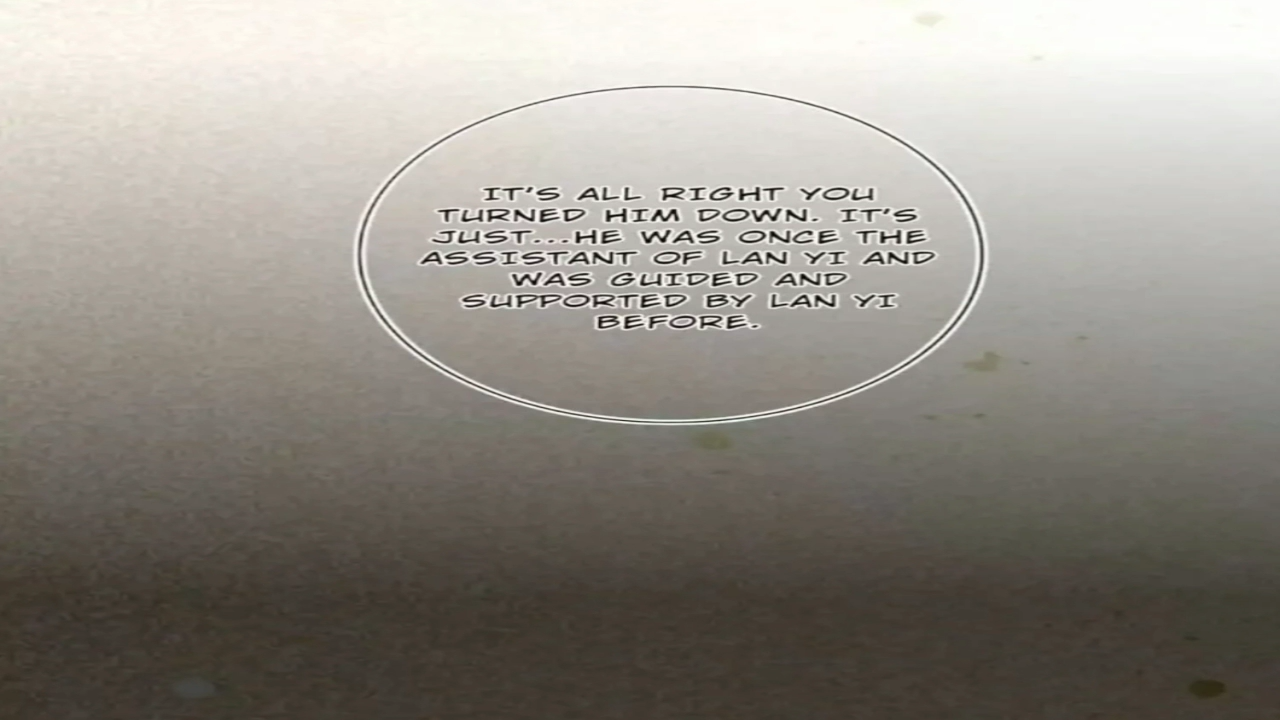 IT'S ALL RIGHT YOU
TURNED HIM DOWN. IT'S
JUST...HE WAS ONCE THE
ASSISTANT OF LAN YI AND
WAS GUIDED AND
SUPPORTED BY LAN YI
BEFORE.